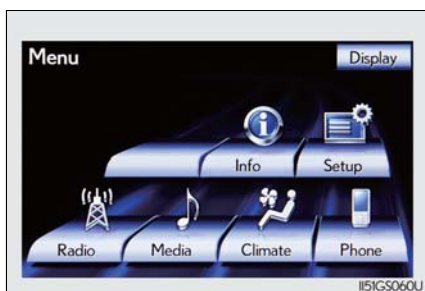 Menu
Display
Info
Setup
Radio
Media
Climate
Phone
II51GS060U